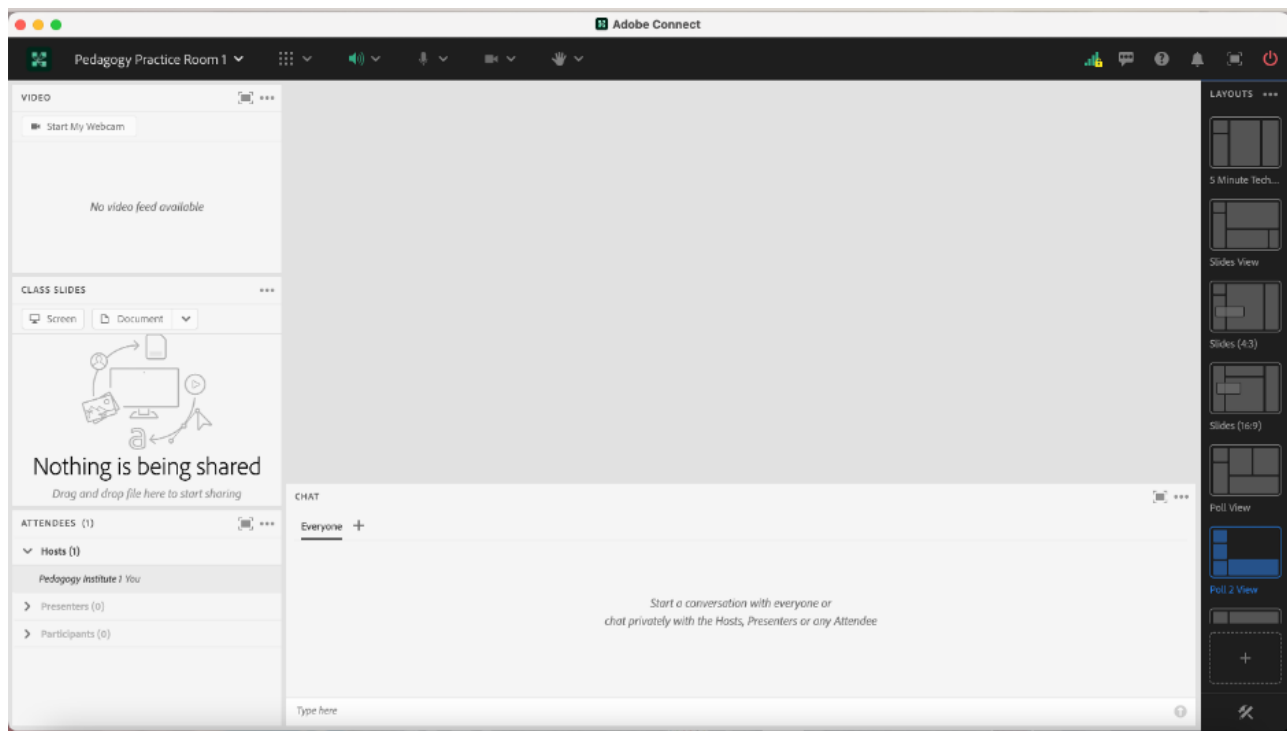 Adobe Connect
Pedagogy Practice Room 1
VIDEO
Start My Webcam
No video feed available
CLASS SLIDES
Screen
Document
Nothing is being shared
Drag and drop file here to start sharing
ATTENDEES (1)
Hosts (1)
Pedagogy Institute 1 You
Presenters (0)
Participants (0)
CHAT
Everyone
Start a conversation with everyone or
chat privately with the Hosts, Presenters or any Attendee
Type here
LAYOUTS
5 Minute Tech...
Slides View
Slides (4:3)
Slides (16:9)
Poll View
Poll 2 View